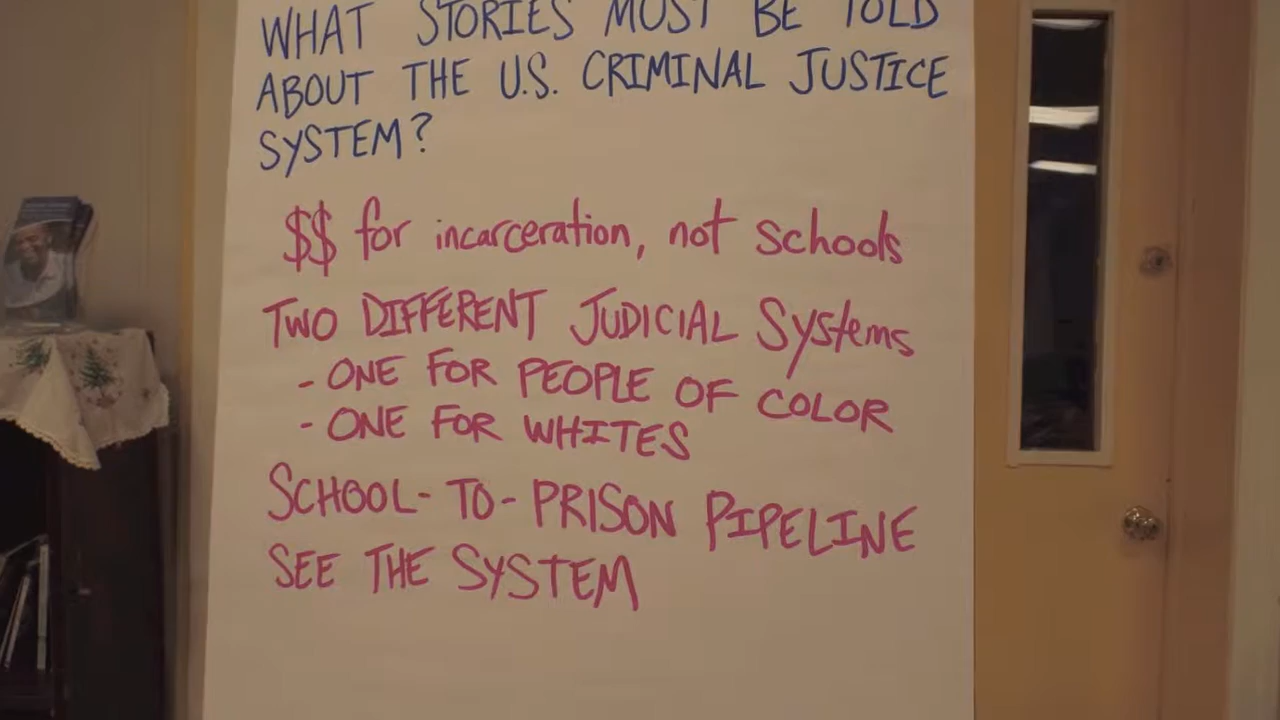 WHAT STORIES MUST BE TOLD
ABOUT THE U.S. CRIMINAL JUSTICE
SYSTEM?
$$ for incarceration, not schools
TWO DIFFERENT JUDICIAL Systems
- ONE FOR PEOPLE OF COLOR
- ONE FOR WHITES
SCHOOL-TO-PRISON PIPELINE
SEE THE SYSTEM